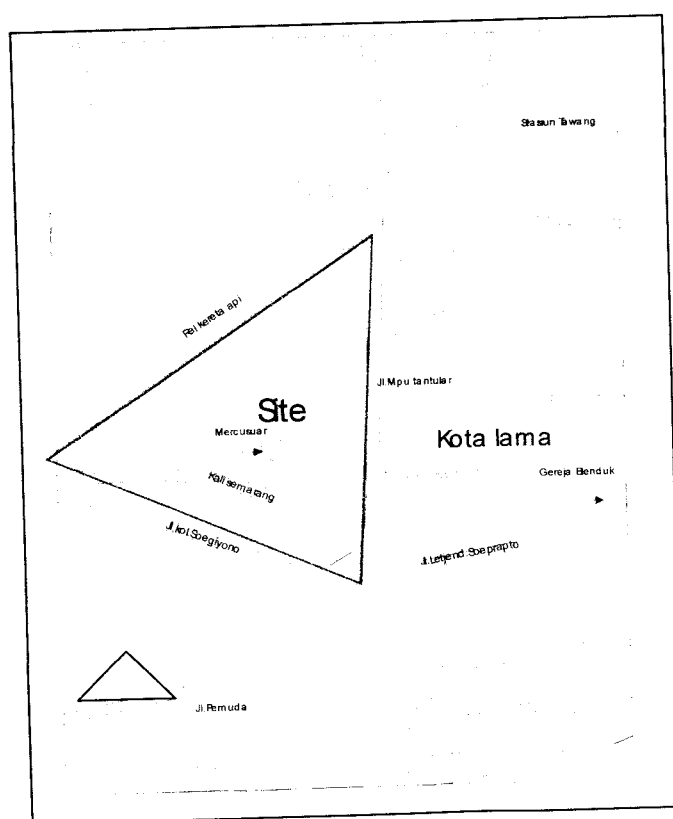 Stasiun Tawang
Rel kereta api
Jl.Mpu tantular
Site
Mercusuar
Kota lama
Gereja Blenduk
Kali semarang
Jl.kol.Soegiyono
Jl.Letjend.Soeprapto
Jl.Pemuda